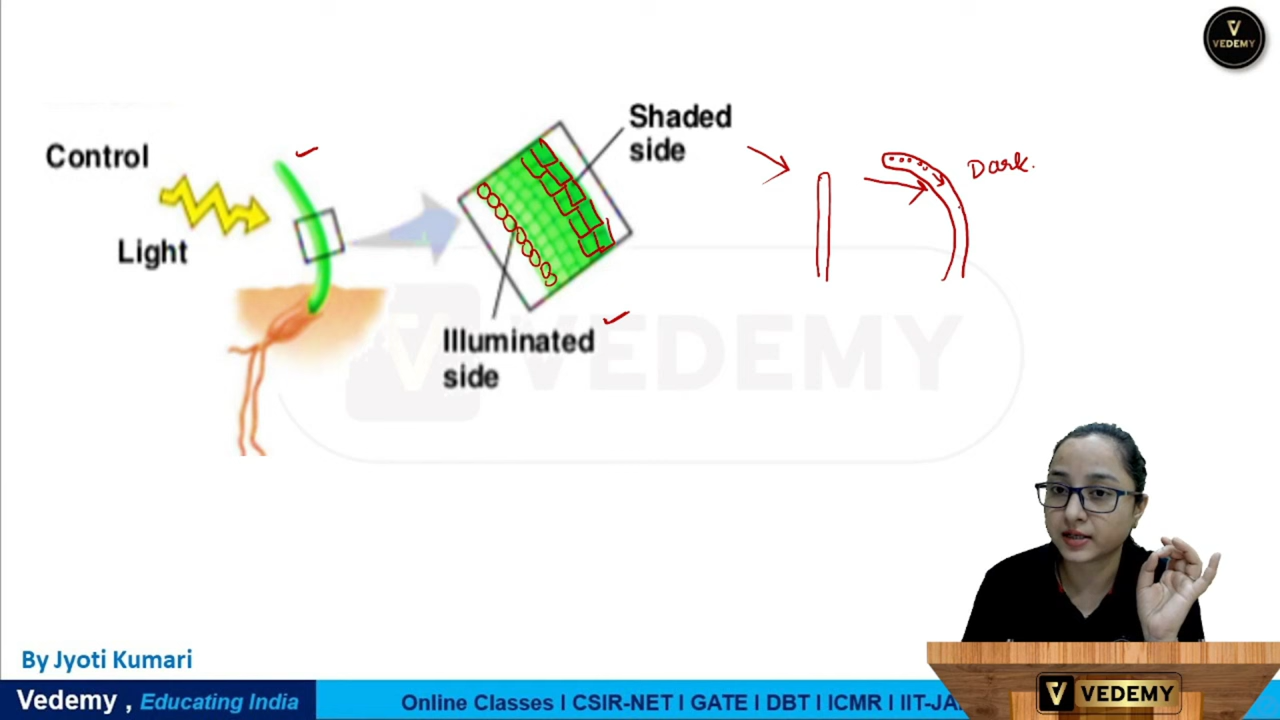 VEDEMY
Control
Light
Shaded
side
Dark.
Illuminated
side
VEDEMY
By Jyoti Kumari
VEDEMY
Vedemy , Educating India
Online Classes I CSIR-NET I GATE I DBT I ICMR I IIT-JA